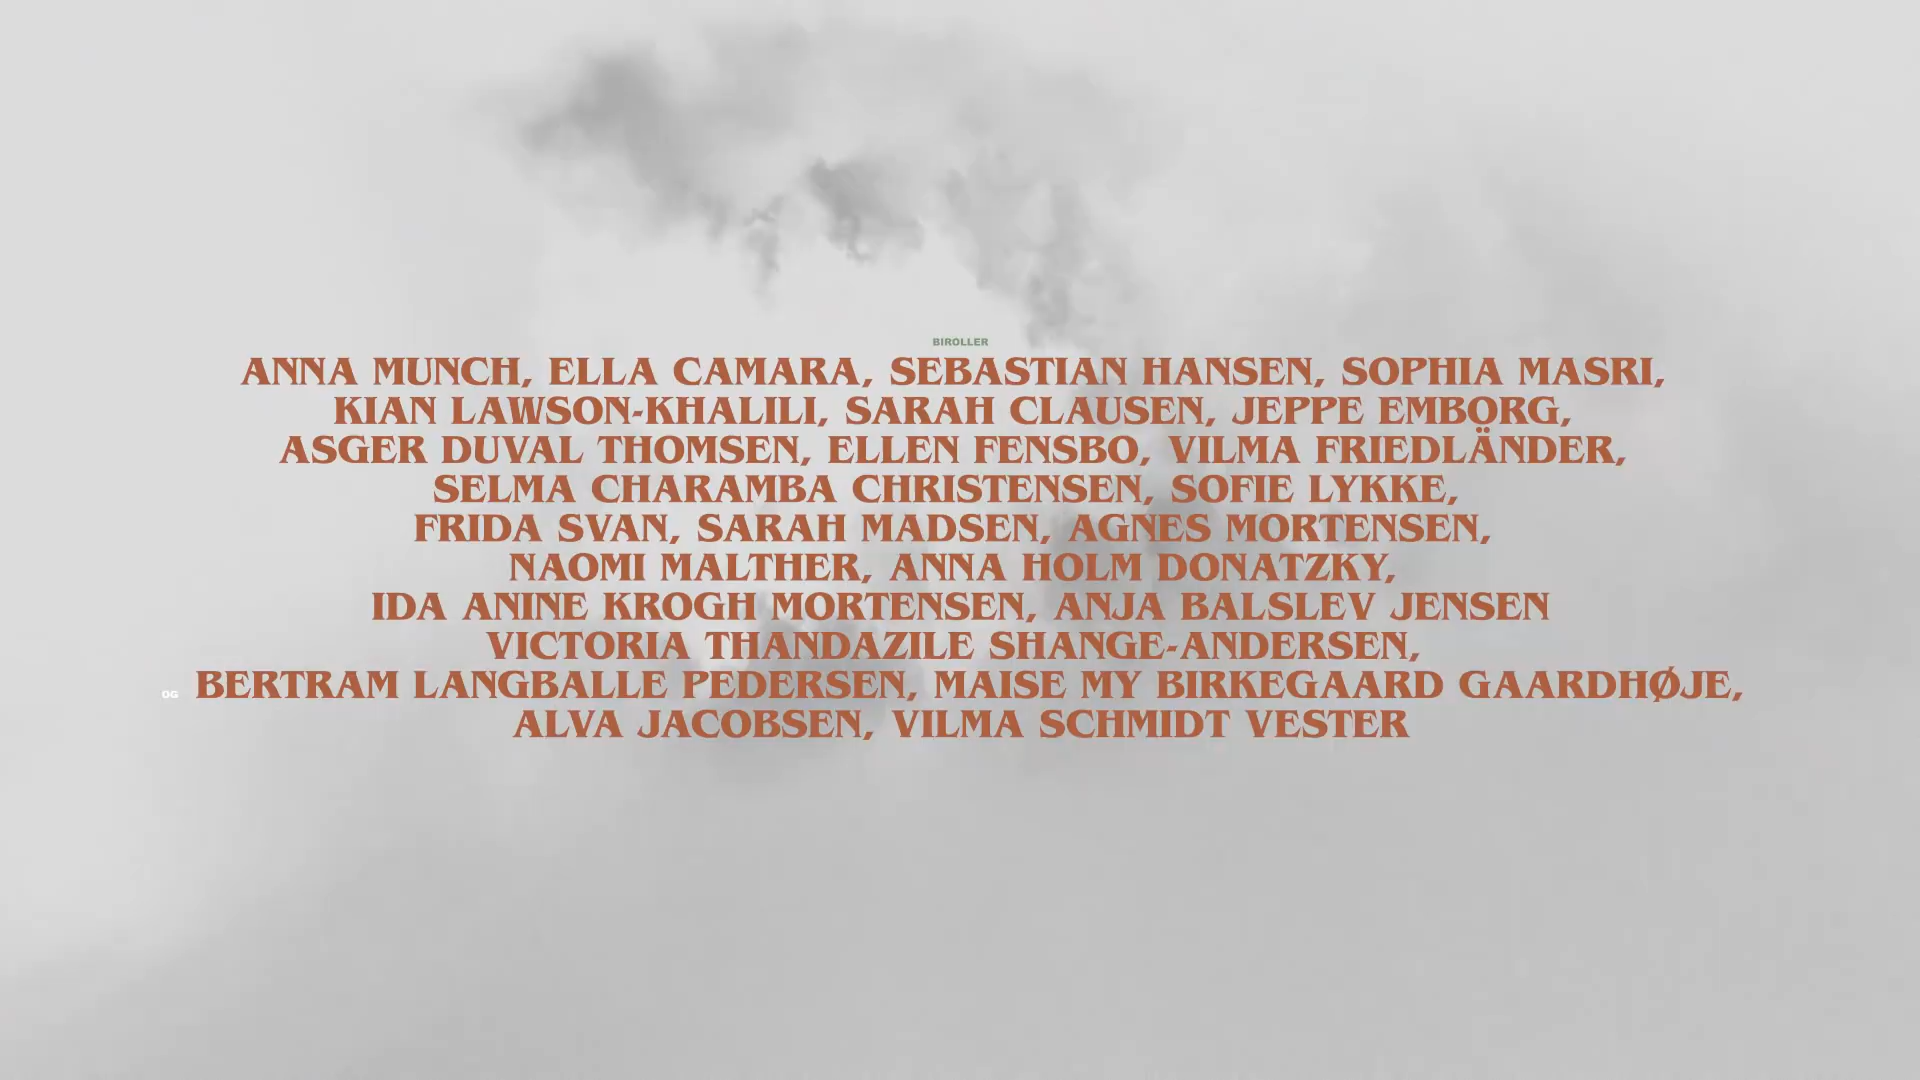 BIROLLER
ANNA MUNCH, ELLA CAMARA, SEBASTIAN HANSEN, SOPHIA MASRI,
KIAN LAWSON-KHALILI, SARAH CLAUSEN, JEPPE EMBORG,
ASGER DUVAL THOMSEN, ELLEN FENSBO, VILMA FRIEDLÄNDER,
SELMA CHARAMBA CHRISTENSEN, SOFIE LYKKE,
FRIDA SVAN, SARAH MADSEN, AGNES MORTENSEN,
NAOMI MALTHER, ANNA HOLM DONATZKY,
IDA ANINE KROGH MORTENSEN, ANJA BALSLEV JENSEN
VICTORIA THANDAZILE SHANGE-ANDERSEN,
OG BERTRAM LANGBALLE PEDERSEN, MAISE MY BIRKEGAARD GAARDHØJE,
ALVA JACOBSEN, VILMA SCHMIDT VESTER